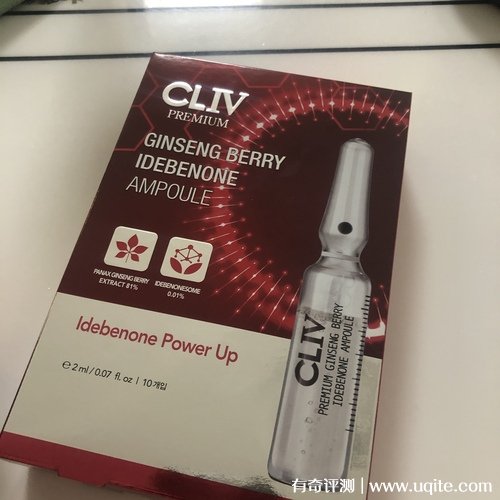 CLIV
PREMIUM
GINSENG BERRY
IDEBENONE
AMPOULE
PANAX GINSENG BERRY
EXTRACT 81%
IDEBENONESOME
0.01%
Idebenone Power Up
℮ 2 ml / 0.07 fl. oz | 10개입
CLIV
PREMIUM GINSENG BERRY
IDEBENONE AMPOULE
有奇评测 | www.uqite.com